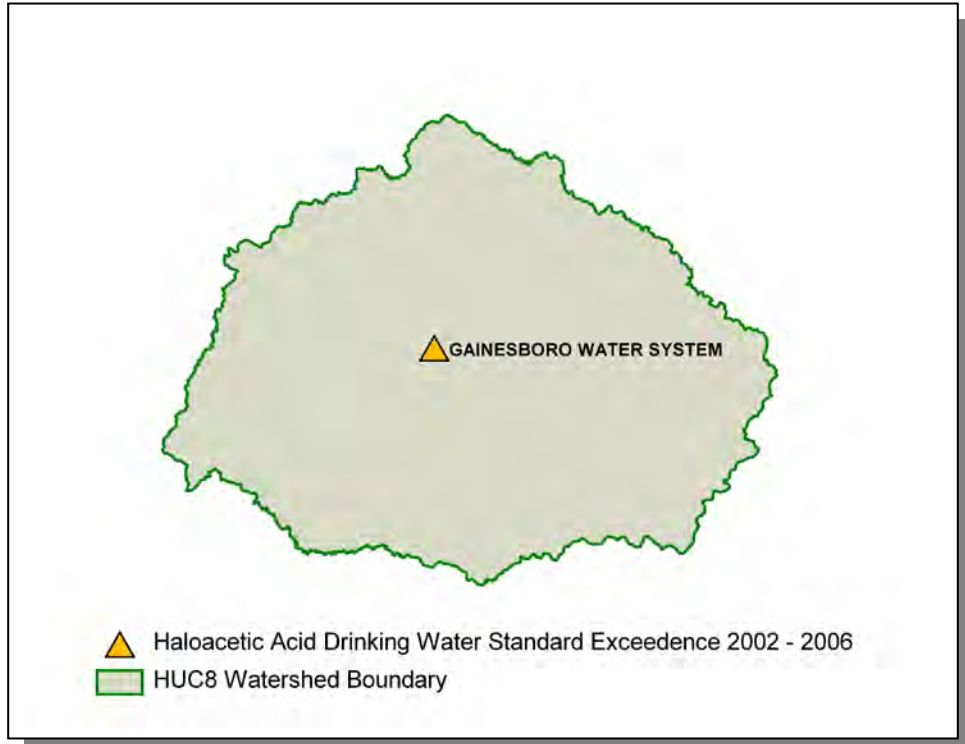 GAINESBORO WATER SYSTEM
Haloacetic Acid Drinking Water Standard Exceedence 2002 - 2006
HUC8 Watershed Boundary